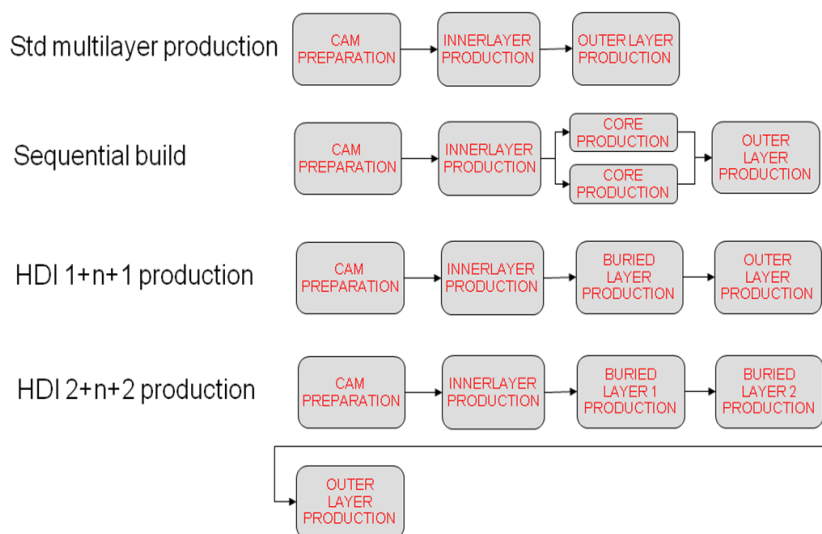 Std multilayer production
CAM
PREPARATION
INNERLAYER
PRODUCTION
OUTER LAYER
PRODUCTION
Sequential build
CAM
PREPARATION
INNERLAYER
PRODUCTION
CORE
PRODUCTION
CORE
PRODUCTION
OUTER
LAYER
PRODUCTION
HDI 1+n+1 production
CAM
PREPARATION
INNERLAYER
PRODUCTION
BURIED
LAYER
PRODUCTION
OUTER
LAYER
PRODUCTION
HDI 2+n+2 production
CAM
PREPARATION
INNERLAYER
PRODUCTION
BURIED
LAYER 1
PRODUCTION
BURIED
LAYER 2
PRODUCTION
OUTER
LAYER
PRODUCTION